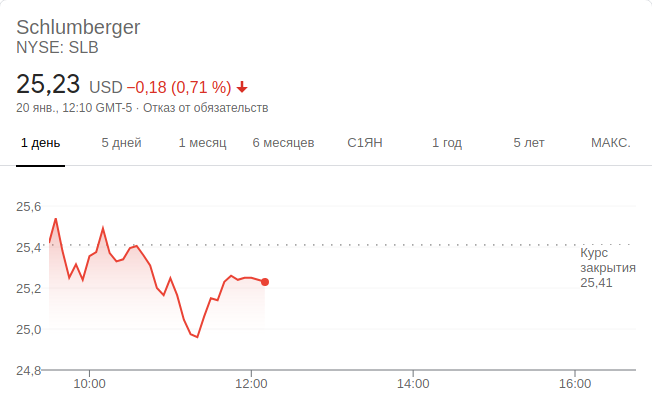 Schlumberger
NYSE: SLB
25,23 USD −0,18 (0,71 %)
20 янв., 12:10 GMT-5 · Отказ от обязательств
1 день 5 дней 1 месяц 6 месяцев С1ЯН 1 год 5 лет МАКС.
25,6
25,4
Курс
закрытия
25,41
25,2
25,0
24,8
10:00 12:00 14:00 16:00